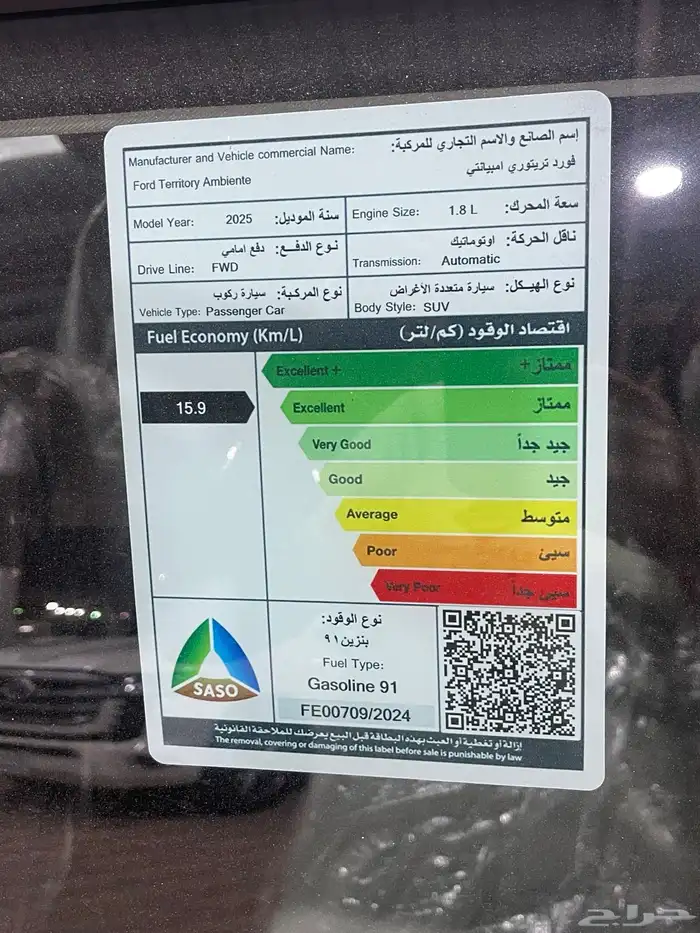 إسم الصانع والاسم التجاري للمركبة:
Manufacturer and Vehicle commercial Name:
فورد تريتوري امبيانتي
Ford Territory Ambiente
Model Year: 2025 سنة الموديل:
Engine Size: 1.8 L سعة المحرك:
نوع الدفع: دفع امامي
Drive Line: FWD
ناقل الحركة: اوتوماتيك
Transmission: Automatic
نوع المركبة: سيارة ركوب
Vehicle Type: Passenger Car
نوع الهيكل: سيارة متعددة الأغراض
Body Style: SUV
Fuel Economy (Km/L) اقتصاد الوقود (كم/لتر)
Excellent + ممتاز +
15.9
Excellent ممتاز
Very Good جيد جداً
Good جيد
Average متوسط
Poor سيئ
Very Poor سيئ جداً
نوع الوقود:
بنزين ٩١
Fuel Type:
Gasoline 91
FE00709/2024
SASO
إزالة أو تغطية أو العبث بهذه البطاقة قبل البيع يعرضك للملاحقة القانونية
The removal, covering or damaging of this label before sale is punishable by law
حراج